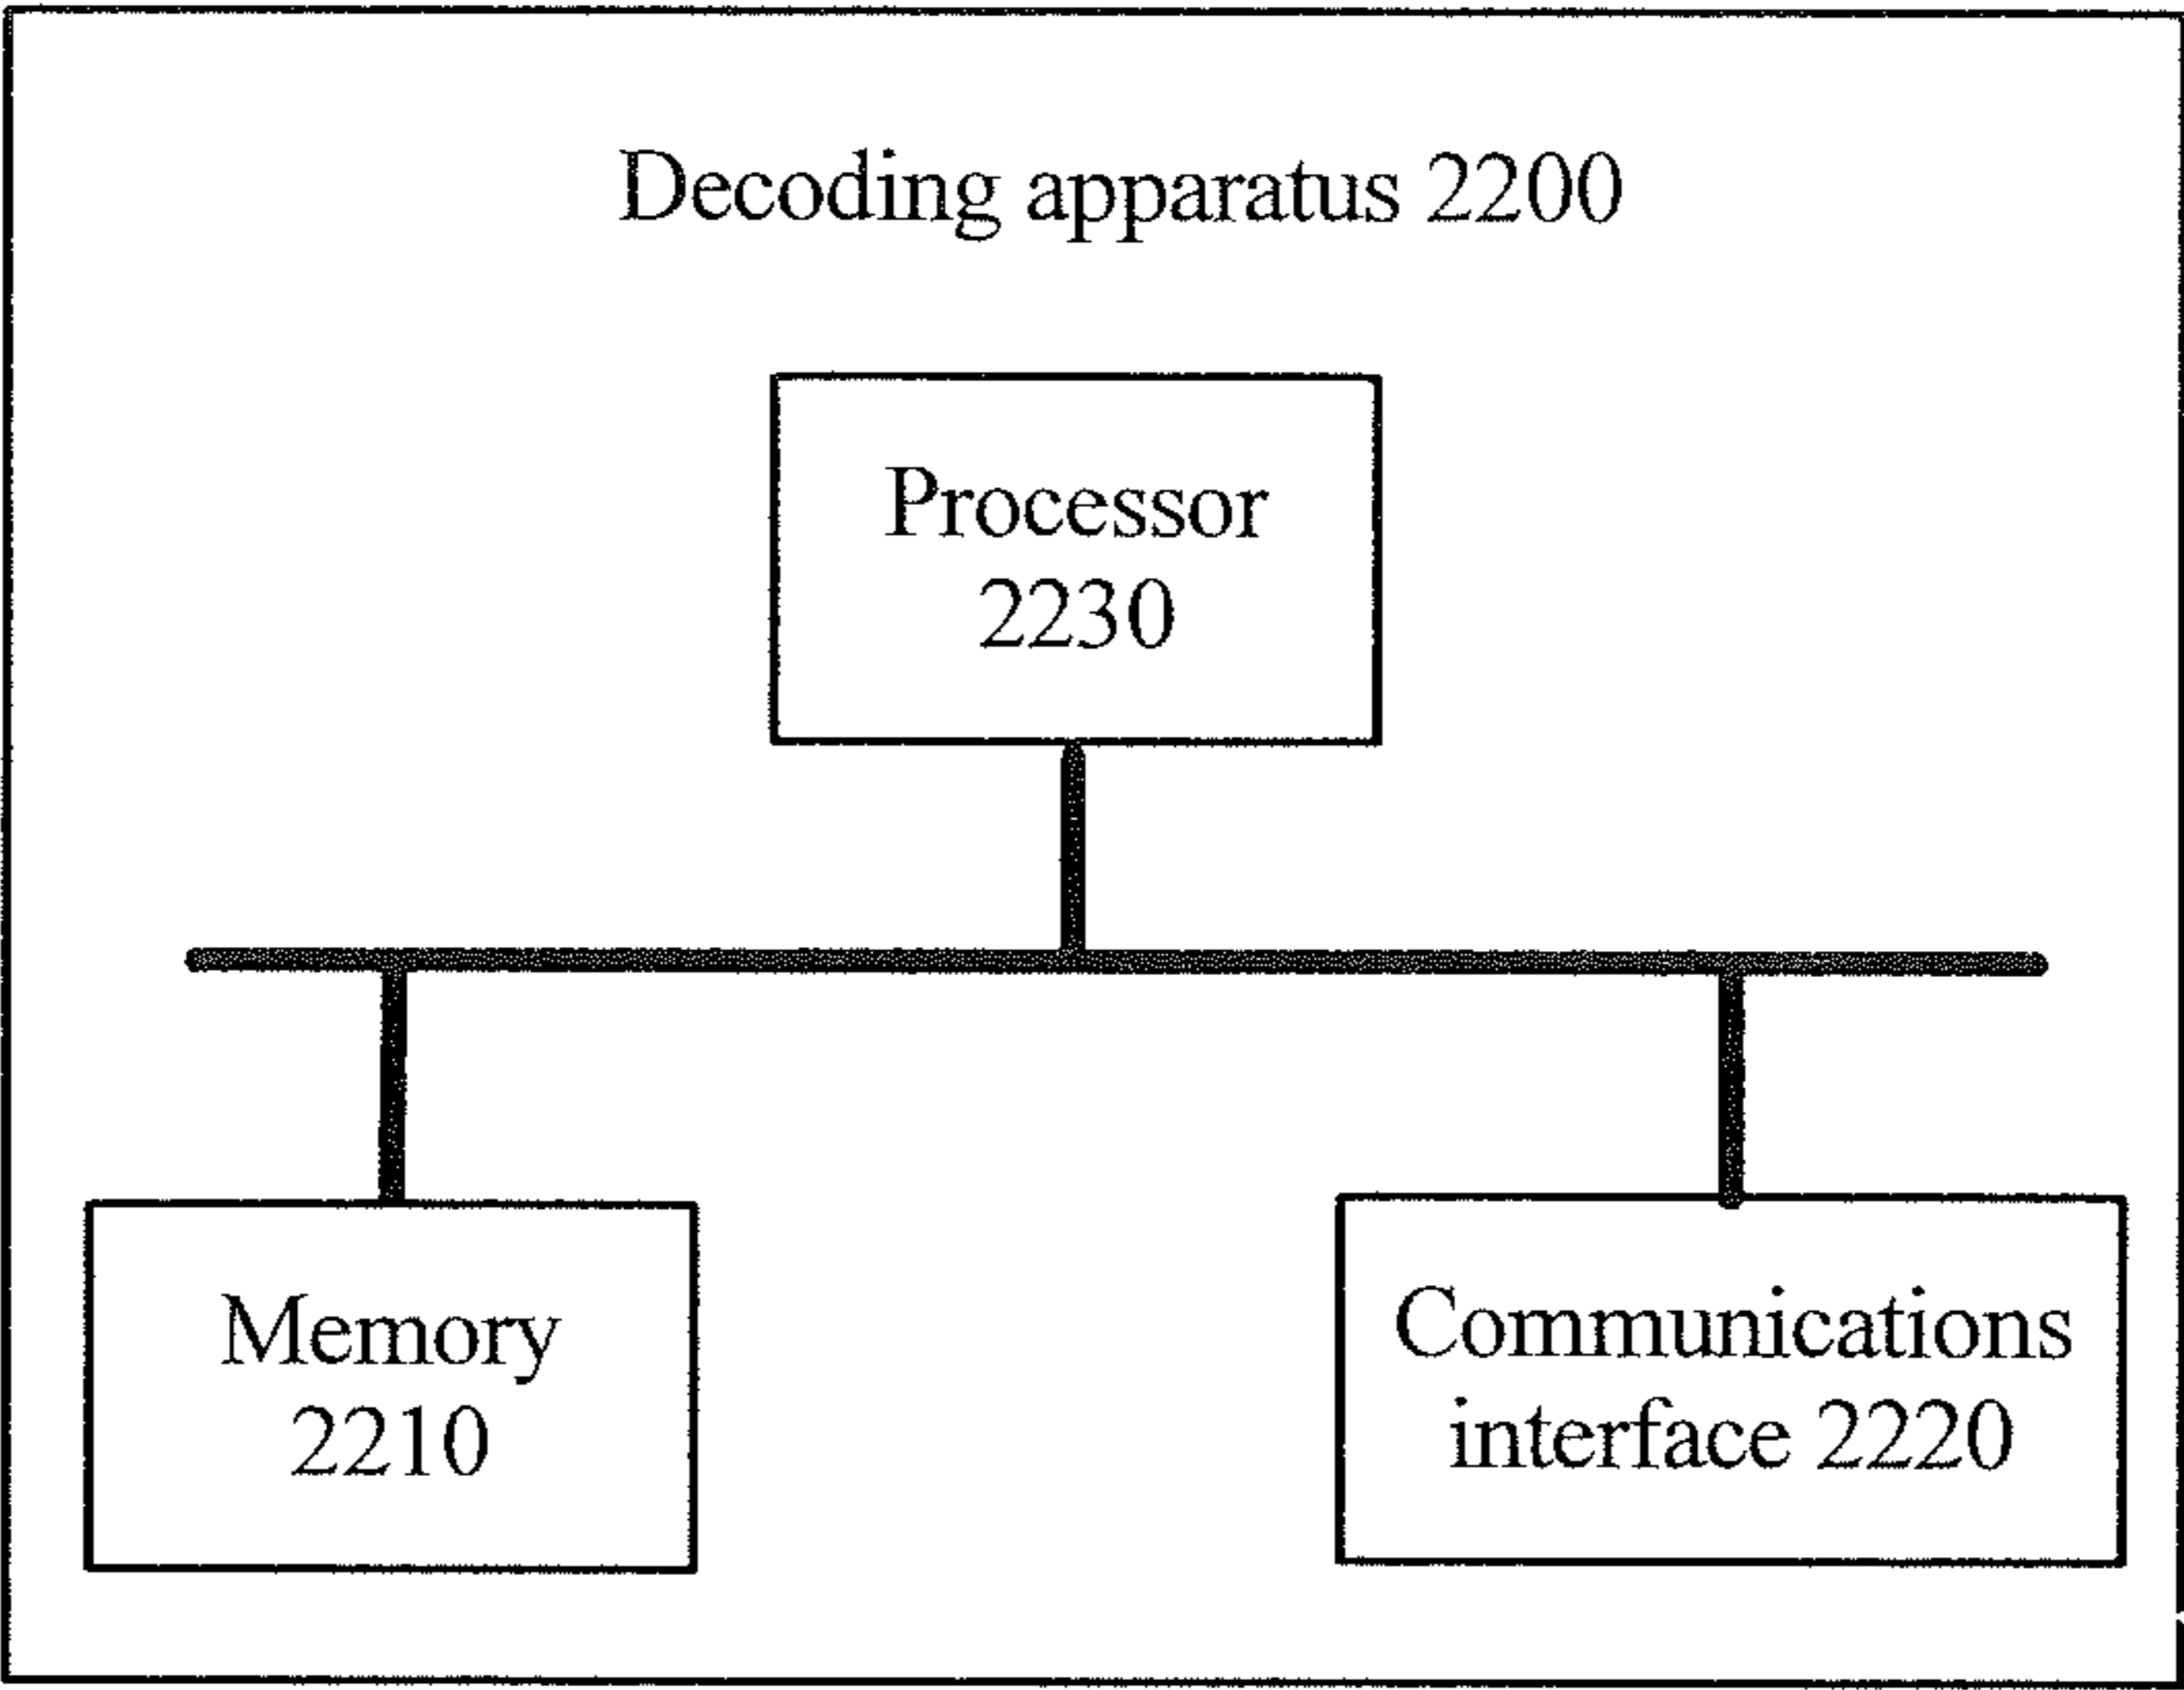 Decoding apparatus 2200
Processor
2230
Memory
2210
Communications
interface 2220